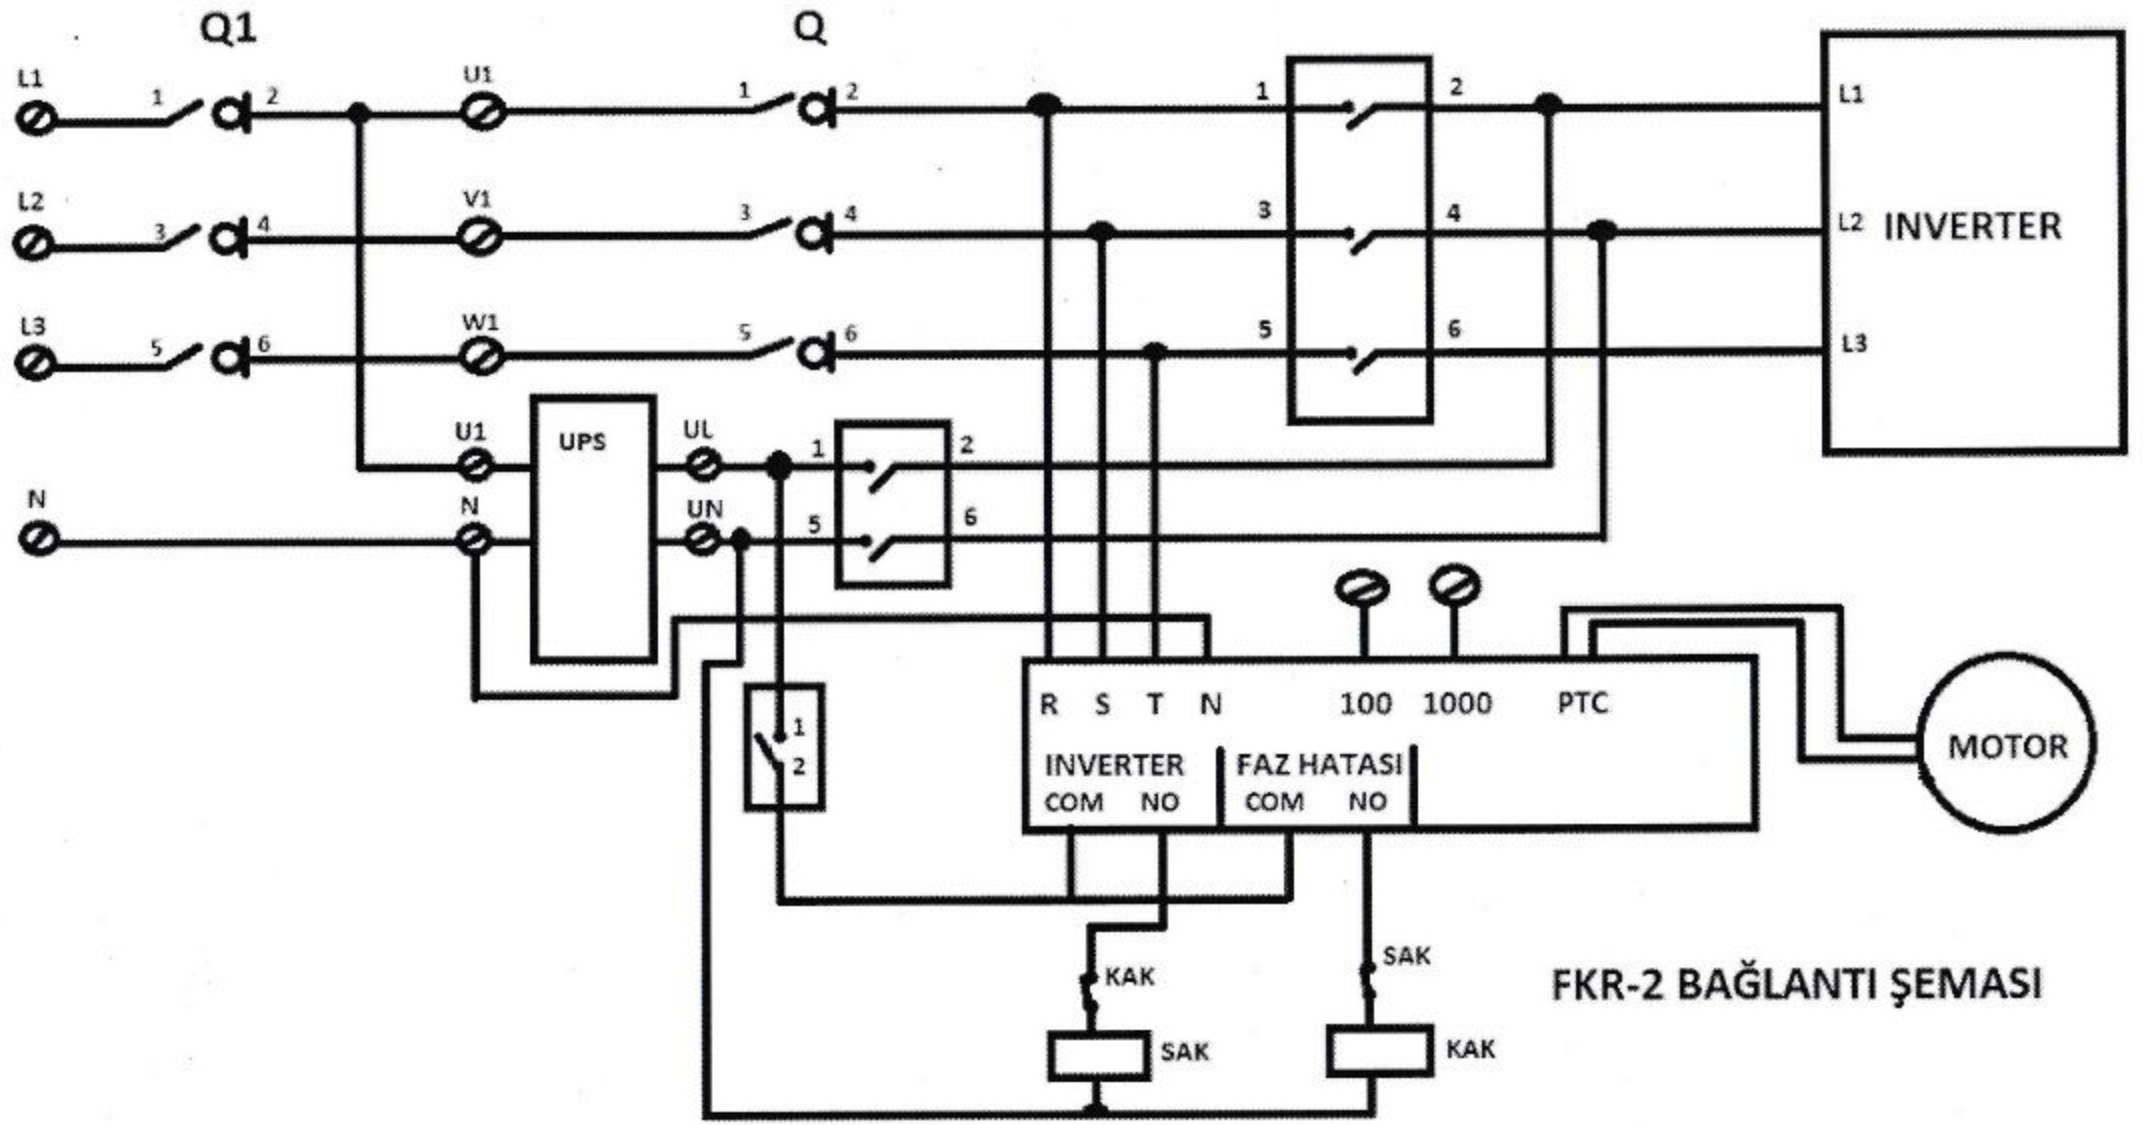 Q1 Q
L1 1 2 U1 1 2 1 2 L1
L2 3 4 V1 3 4 3 4 L2 INVERTER
L3 5 6 W1 5 6 5 6 L3
U1 UPS UL 1 2
N N UN 5 6
R S T N 100 1000 PTC
1
2
INVERTER FAZ HATASI
COM NO COM NO
MOTOR
KAK SAK
SAK KAK
FKR-2 BAĞLANTI ŞEMASI